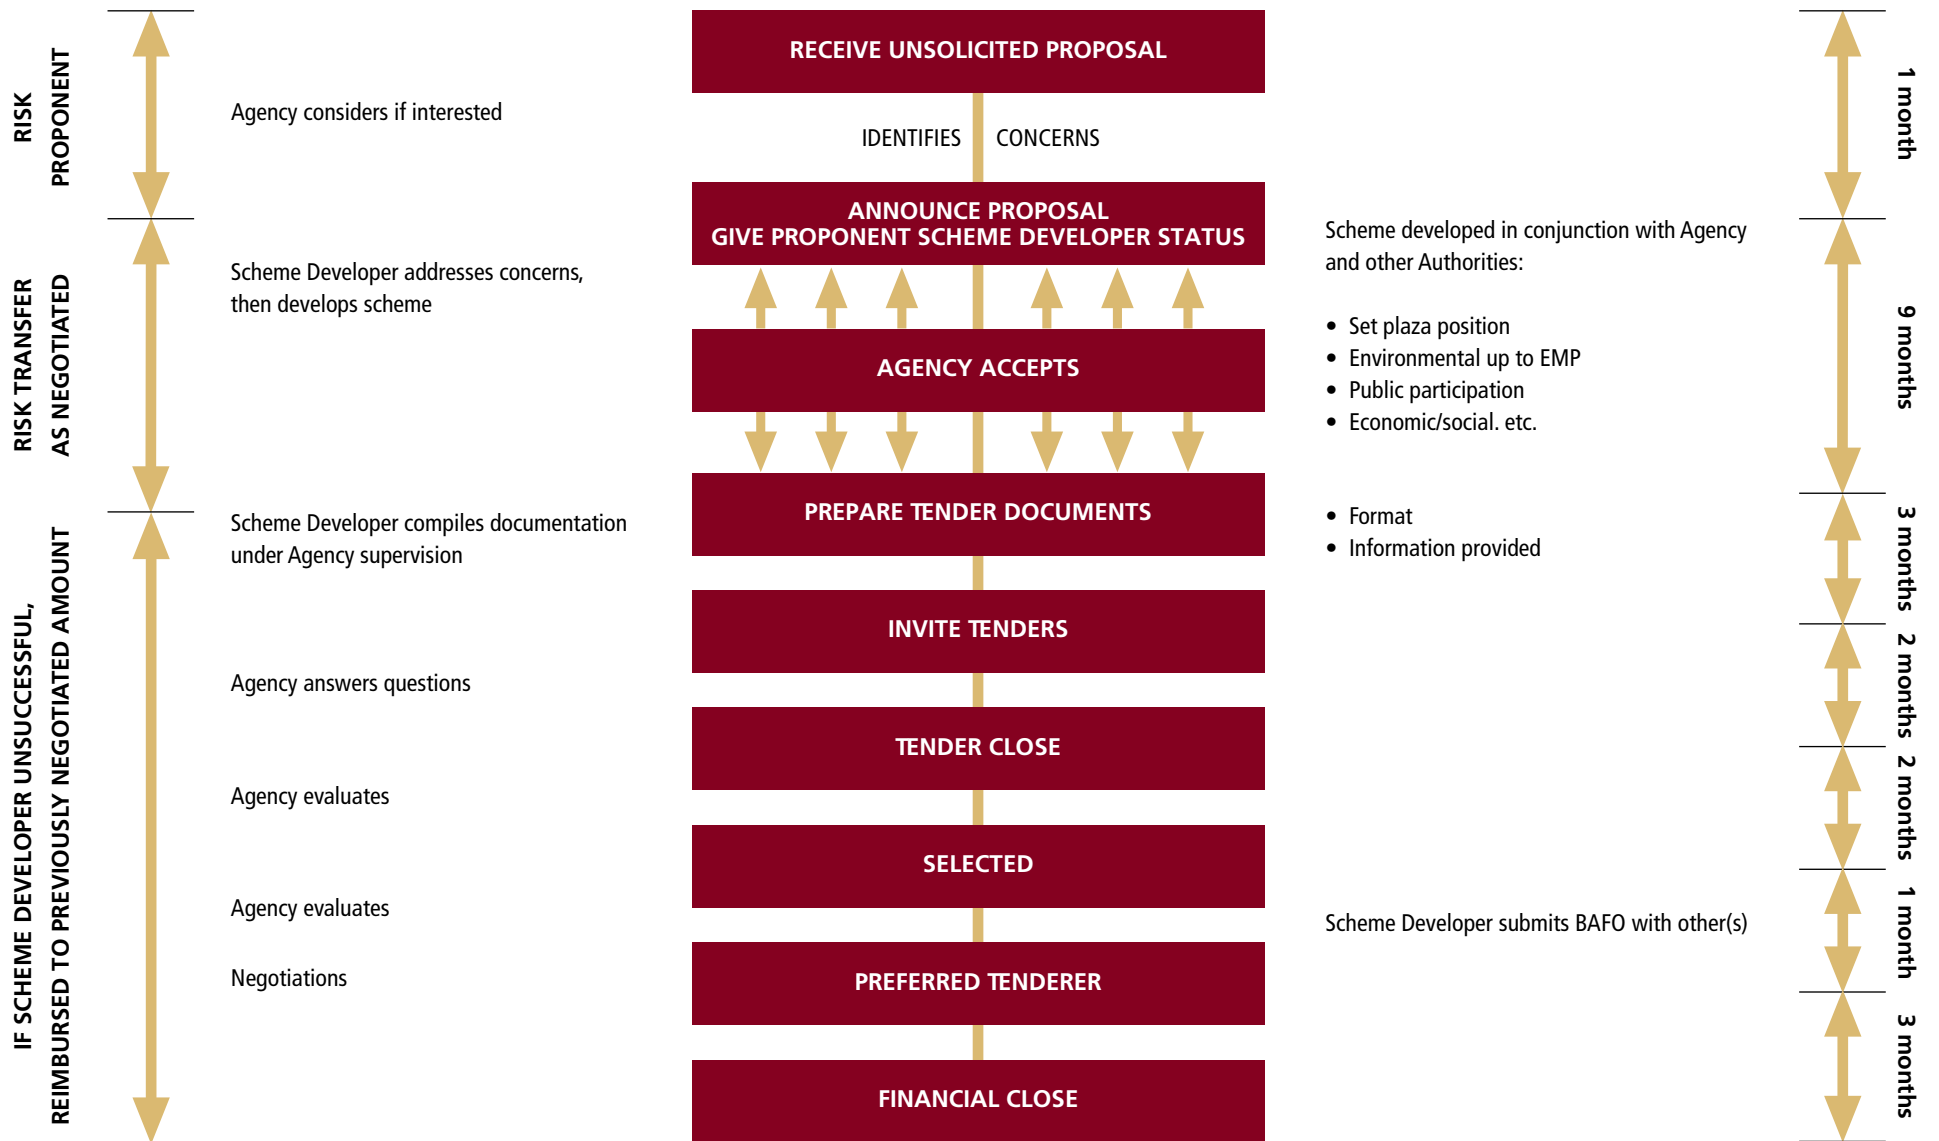 RISK
PROPONENT
Agency considers if interested
RECEIVE UNSOLICITED PROPOSAL
IDENTIFIES CONCERNS
1 month
ANNOUNCE PROPOSAL
GIVE PROPONENT SCHEME DEVELOPER STATUS
RISK TRANSFER
AS NEGOTIATED
Scheme Developer addresses concerns,
then develops scheme
AGENCY ACCEPTS
Scheme developed in conjunction with Agency
and other Authorities:
• Set plaza position
• Environmental up to EMP
• Public participation
• Economic/social. etc.
9 months
IF SCHEME DEVELOPER UNSUCCESSFUL,
REIMBURSED TO PREVIOUSLY NEGOTIATED AMOUNT
Scheme Developer compiles documentation
under Agency supervision
PREPARE TENDER DOCUMENTS
• Format
• Information provided
3 months
INVITE TENDERS
Agency answers questions
2 months
TENDER CLOSE
Agency evaluates
2 months
SELECTED
Agency evaluates
Scheme Developer submits BAFO with other(s)
1 month
PREFERRED TENDERER
Negotiations
3 months
FINANCIAL CLOSE